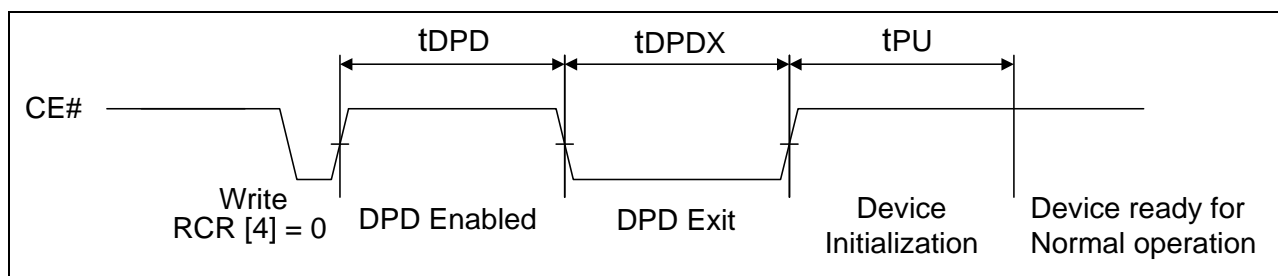 tDPD
tDPDX
tPU
CE#
Write
RCR [4] = 0
DPD Enabled
DPD Exit
Device
Initialization
Device ready for
Normal operation